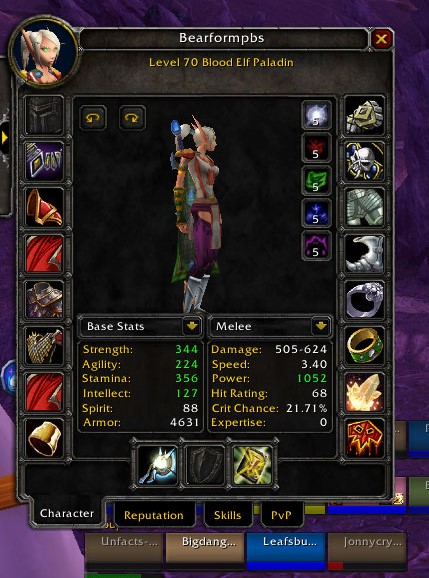 Bearformpbs
Level 70 Blood Elf Paladin
5
5
5
5
5
Base Stats
Strength: 344
Agility: 224
Stamina: 356
Intellect: 127
Spirit: 88
Armor: 4631
Melee
Damage: 505-624
Speed: 3.40
Power: 1052
Hit Rating: 68
Crit Chance: 21.71%
Expertise: 0
Character Reputation Skills PvP
Unfacts-... Bigdang... Leafsbu... Jonnycry...